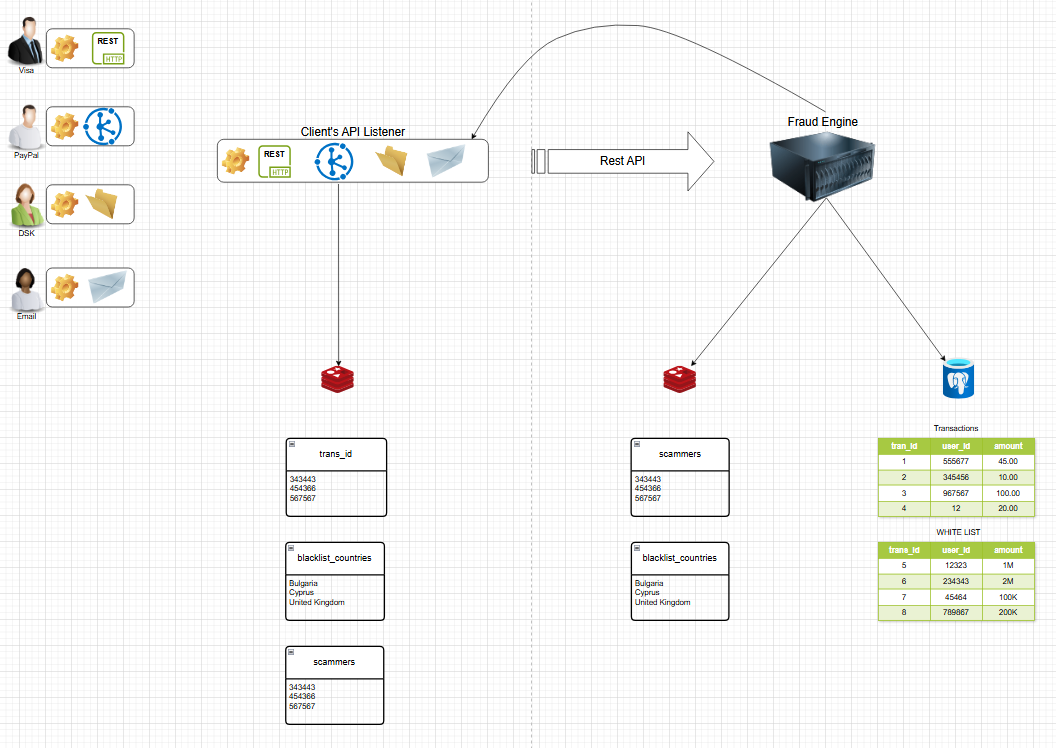 Visa
REST
HTTP
PayPal
DSK
Email
Client's API Listener
REST
HTTP
Rest API
Fraud Engine
trans_id
343443
454366
567567
blacklist_countries
Bulgaria
Cyprus
United Kingdom
scammers
343443
454366
567567
scammers
343443
454366
567567
blacklist_countries
Bulgaria
Cyprus
United Kingdom
Transactions
tran_id user_id amount
1 555677 45.00
2 345456 10.00
3 967567 100.00
4 12 20.00
WHITE LIST
trans_id user_id amount
5 12323 1M
6 234343 2M
7 45464 100K
8 789867 200K